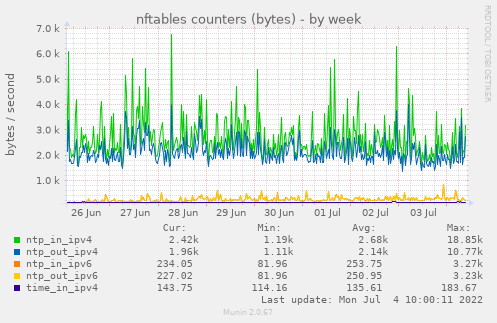 nftables counters (bytes) - by week
RRDTOOL / TOBI OETIKER
bytes / second
7.0 k
6.0 k
5.0 k
4.0 k
3.0 k
2.0 k
1.0 k
26 Jun 27 Jun 28 Jun 29 Jun 30 Jun 01 Jul 02 Jul 03 Jul
Cur: Min: Avg: Max:
ntp_in_ipv4 2.42k 1.19k 2.68k 18.85k
ntp_out_ipv4 1.96k 1.11k 2.14k 10.77k
ntp_in_ipv6 234.05 81.96 253.75 3.27k
ntp_out_ipv6 227.02 81.96 250.95 3.23k
time_in_ipv4 143.75 114.16 135.61 183.67
Last update: Mon Jul 4 10:00:11 2022
Munin 2.0.67